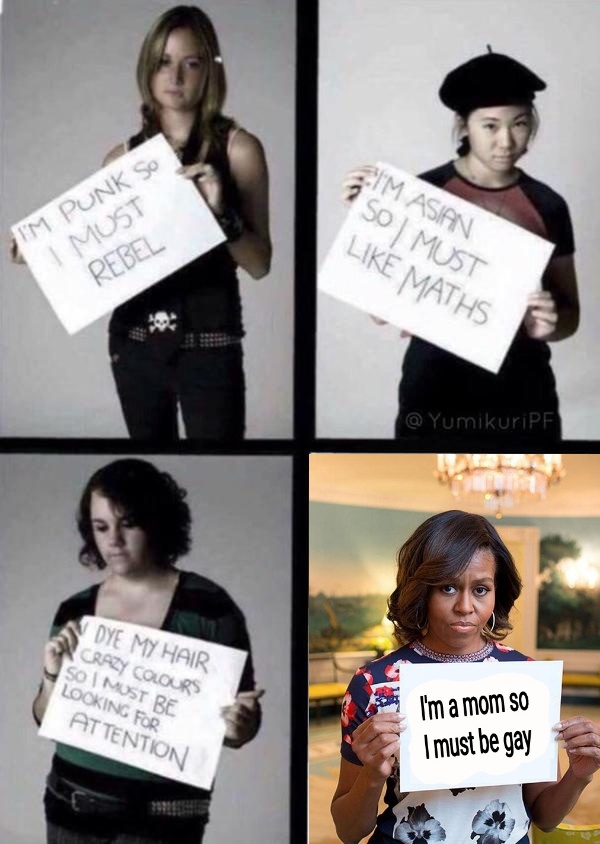 I'M PUNK SO
I MUST
REBEL
I'M ASIAN
SO I MUST
LIKE MATHS
@YumikuriPF
I DYE MY HAIR
CRAZY COLOURS
SO I MUST BE
LOOKING FOR
ATTENTION
I'm a mom so
I must be gay